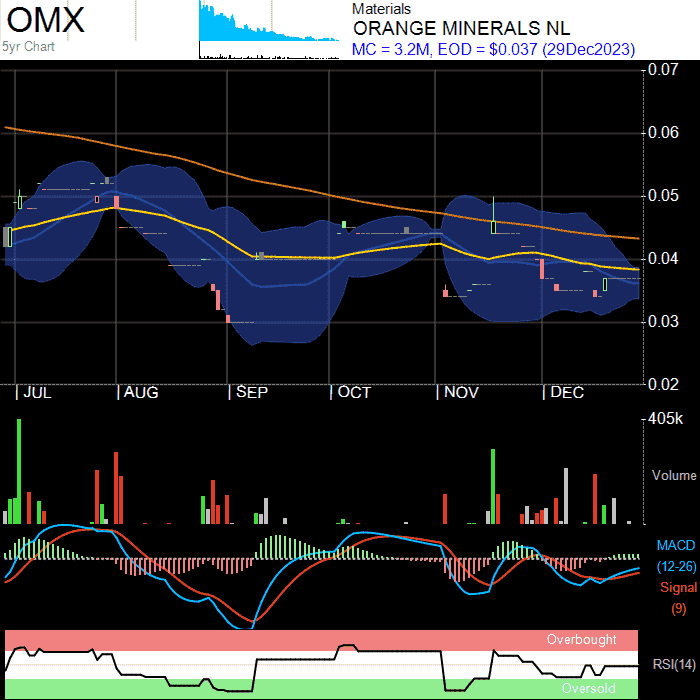 OMX
5yr Chart
Materials
ORANGE MINERALS NL
MC = 3.2M, EOD = $0.037 (29Dec2023)
0.07
0.06
0.05
0.04
0.03
0.02
JUL AUG SEP OCT NOV DEC
405k
Volume
MACD
(12-26)
Signal
(9)
Overbought
RSI(14)
Oversold